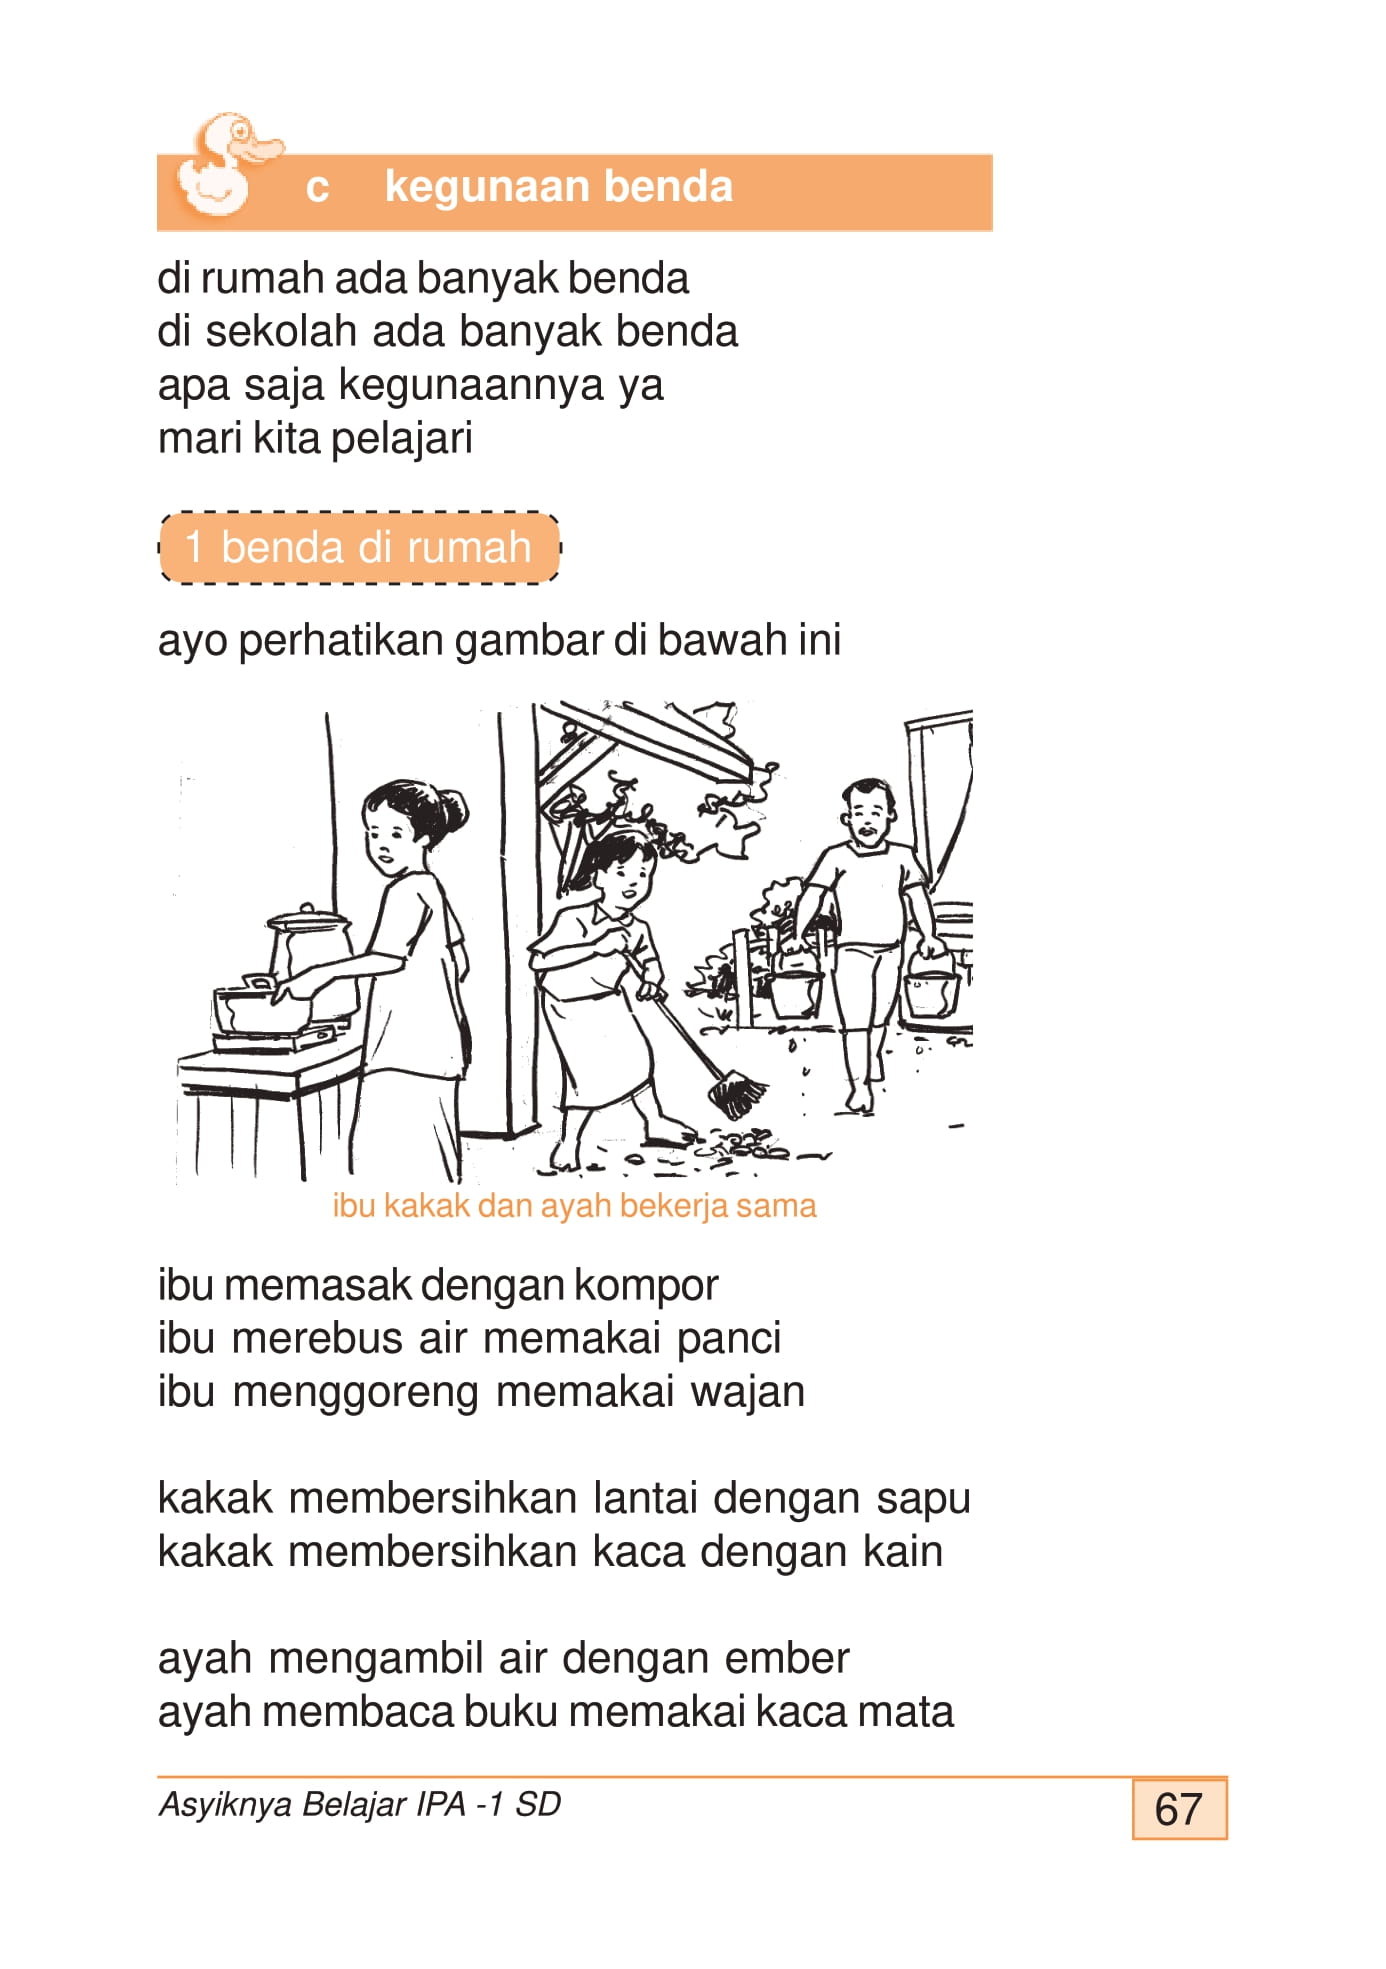 c kegunaan benda
di rumah ada banyak benda
di sekolah ada banyak benda
apa saja kegunaannya ya
mari kita pelajari
1 benda di rumah
ayo perhatikan gambar di bawah ini
ibu kakak dan ayah bekerja sama
ibu memasak dengan kompor
ibu merebus air memakai panci
ibu menggoreng memakai wajan
kakak membersihkan lantai dengan sapu
kakak membersihkan kaca dengan kain
ayah mengambil air dengan ember
ayah membaca buku memakai kaca mata
Asyiknya Belajar IPA -1 SD
67